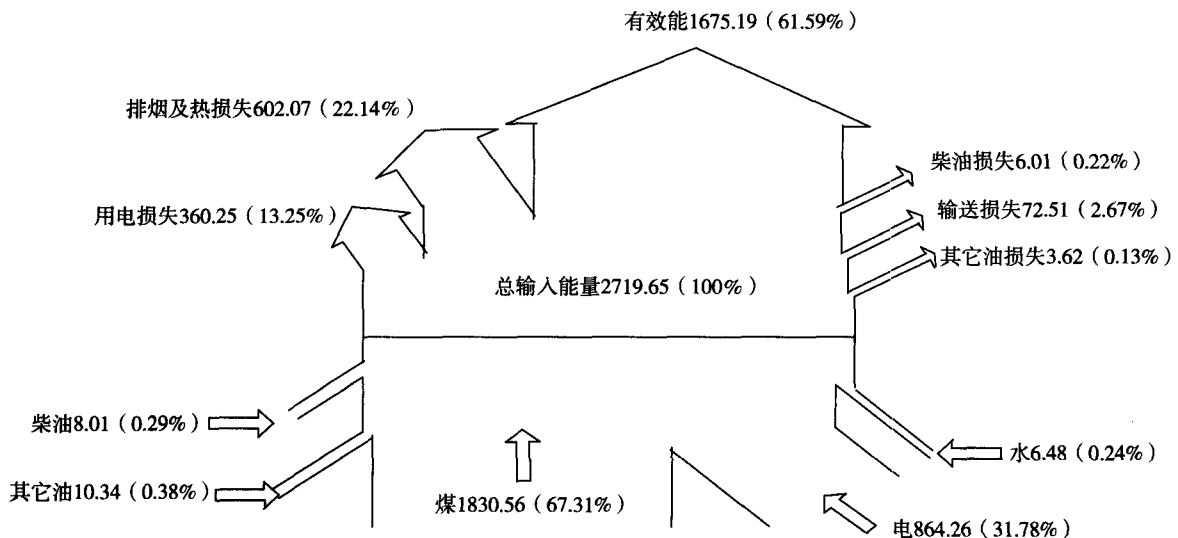 有效能1675.19（61.59%）
排烟及热损失602.07（22.14%）
柴油损失6.01（0.22%）
用电损失360.25（13.25%）
输送损失72.51（2.67%）
其它油损失3.62（0.13%）
总输入能量2719.65（100%）
柴油8.01（0.29%）
水6.48（0.24%）
其它油10.34（0.38%）
煤1830.56（67.31%）
电864.26（31.78%）